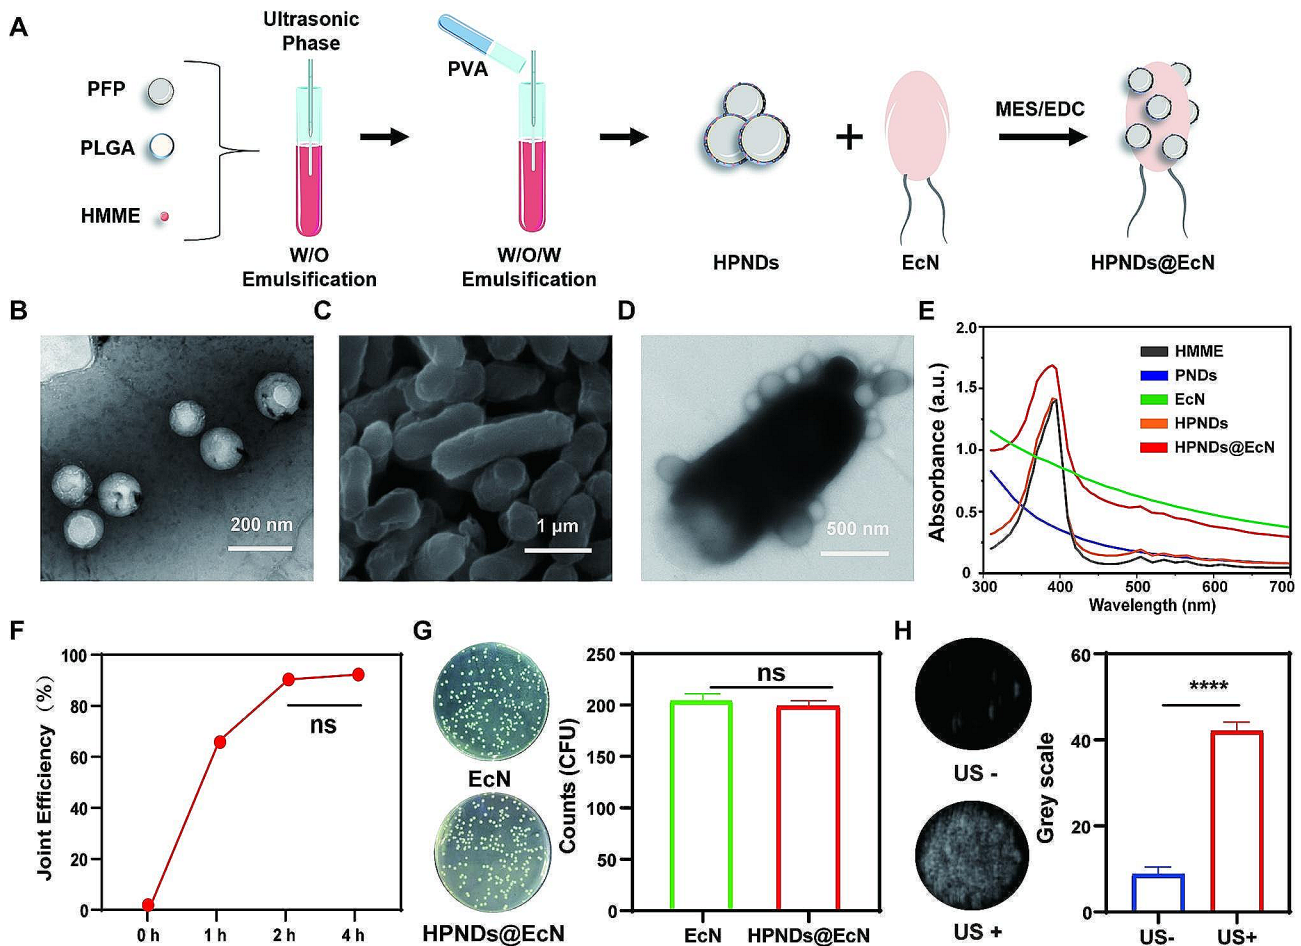 A
Ultrasonic
Phase
PFP
PLGA
HMME
PVA
W/O
Emulsification
W/O/W
Emulsification
HPNDs
+
EcN
MES/EDC
HPNDs@EcN
B
200 nm
C
1 µm
D
500 nm
E
Absorbance (a.u.)
2.0
1.5
1.0
0.5
0
300
400
500
600
700
Wavelength (nm)
HMME
PNDs
EcN
HPNDs
HPNDs@EcN
F
Joint Efficiency (%)
100
80
60
40
20
0
0 h
1 h
2 h
4 h
ns
G
EcN
HPNDs@EcN
Counts (CFU)
250
200
150
100
50
0
ns
EcN
HPNDs@EcN
H
US -
US +
Grey scale
60
40
20
0
****
US-
US+